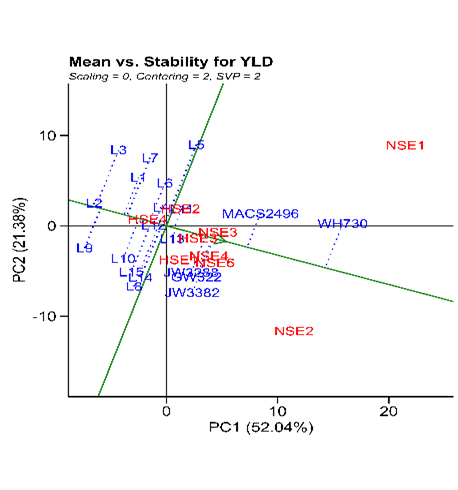 Mean vs. Stability for YLD
Scaling = 0, Centering = 2, SVP = 2
10
0
-10
PC2 (21.38%)
L3
L7
L5
NSE1
L1
L6
L2
HSE2
MACS2496
HSE4
WH730
NSE3
L13
L9
L10
NSE4
L15
JW3288
GW322
L14
L8
JW3382
NSE2
0
10
20
PC1 (52.04%)